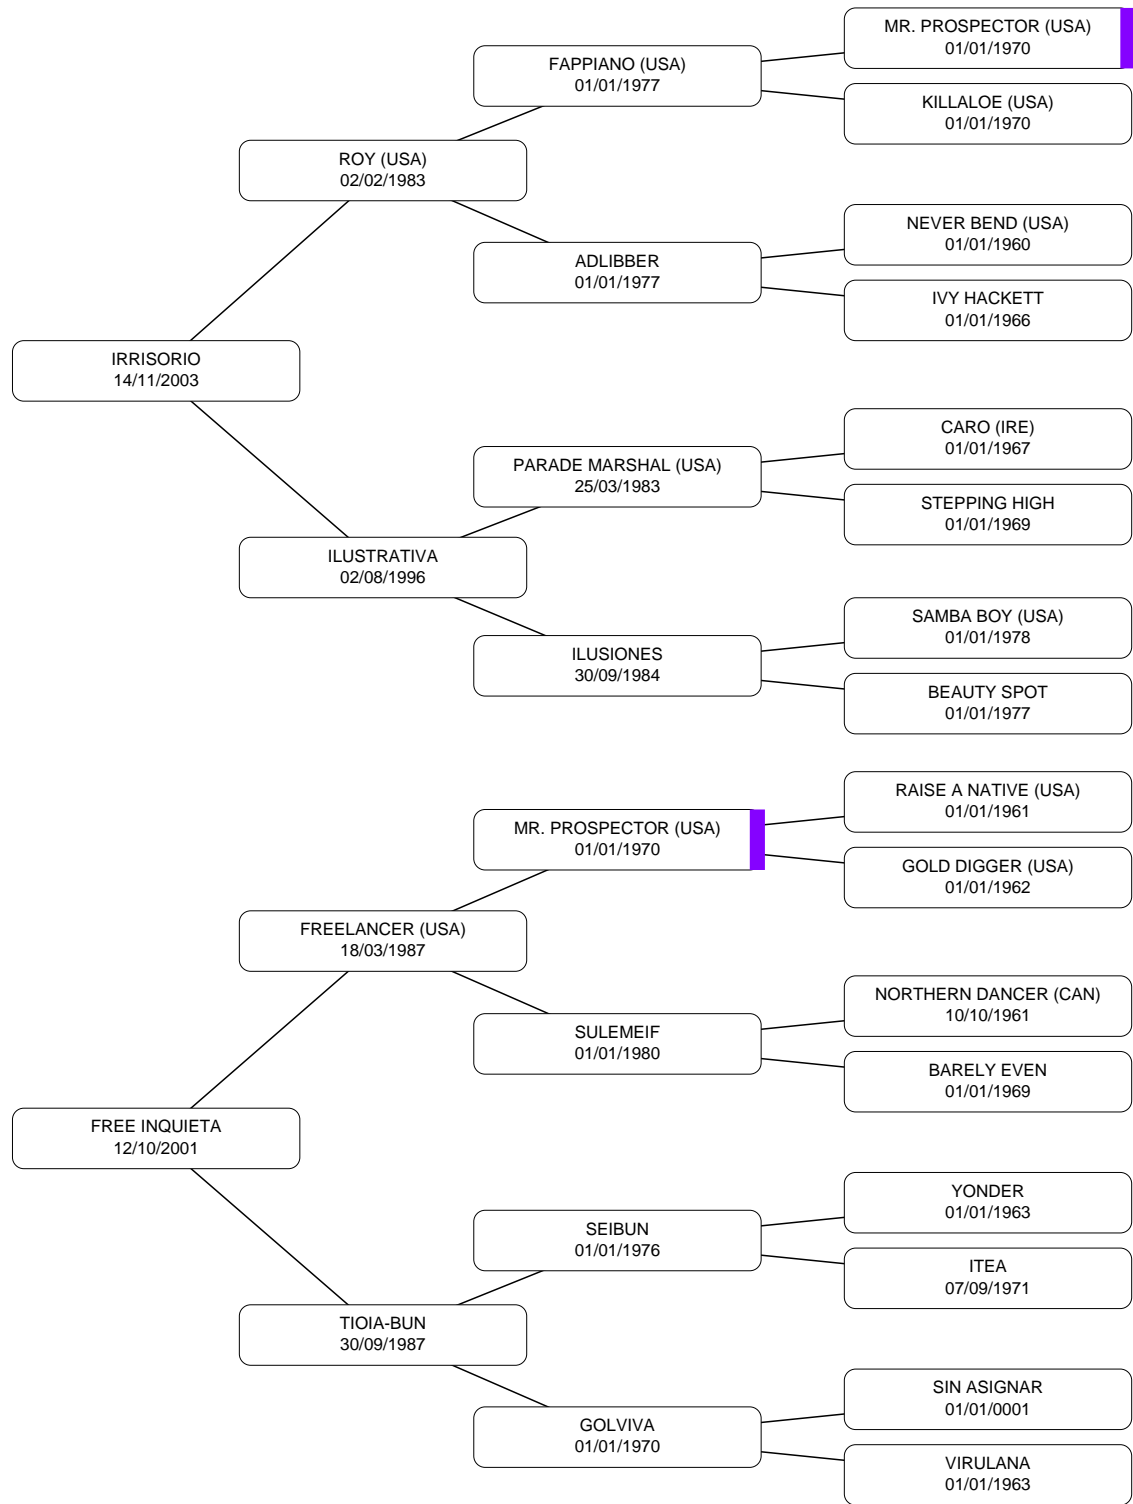 MR. PROSPECTOR (USA)
01/01/1970
FAPPIANO (USA)
01/01/1977
KILLALOE (USA)
01/01/1970
ROY (USA)
02/02/1983
NEVER BEND (USA)
01/01/1960
ADLIBBER
01/01/1977
IVY HACKETT
01/01/1966
IRRISORIO
14/11/2003
CARO (IRE)
01/01/1967
PARADE MARSHAL (USA)
25/03/1983
STEPPING HIGH
01/01/1969
ILUSTRATIVA
02/08/1996
SAMBA BOY (USA)
01/01/1978
ILUSIONES
30/09/1984
BEAUTY SPOT
01/01/1977
RAISE A NATIVE (USA)
01/01/1961
MR. PROSPECTOR (USA)
01/01/1970
GOLD DIGGER (USA)
01/01/1962
FREELANCER (USA)
18/03/1987
NORTHERN DANCER (CAN)
10/10/1961
SULEMEIF
01/01/1980
BARELY EVEN
01/01/1969
FREE INQUIETA
12/10/2001
YONDER
01/01/1963
SEIBUN
01/01/1976
ITEA
07/09/1971
TIOIA-BUN
30/09/1987
SIN ASIGNAR
01/01/0001
GOLVIVA
01/01/1970
VIRULANA
01/01/1963